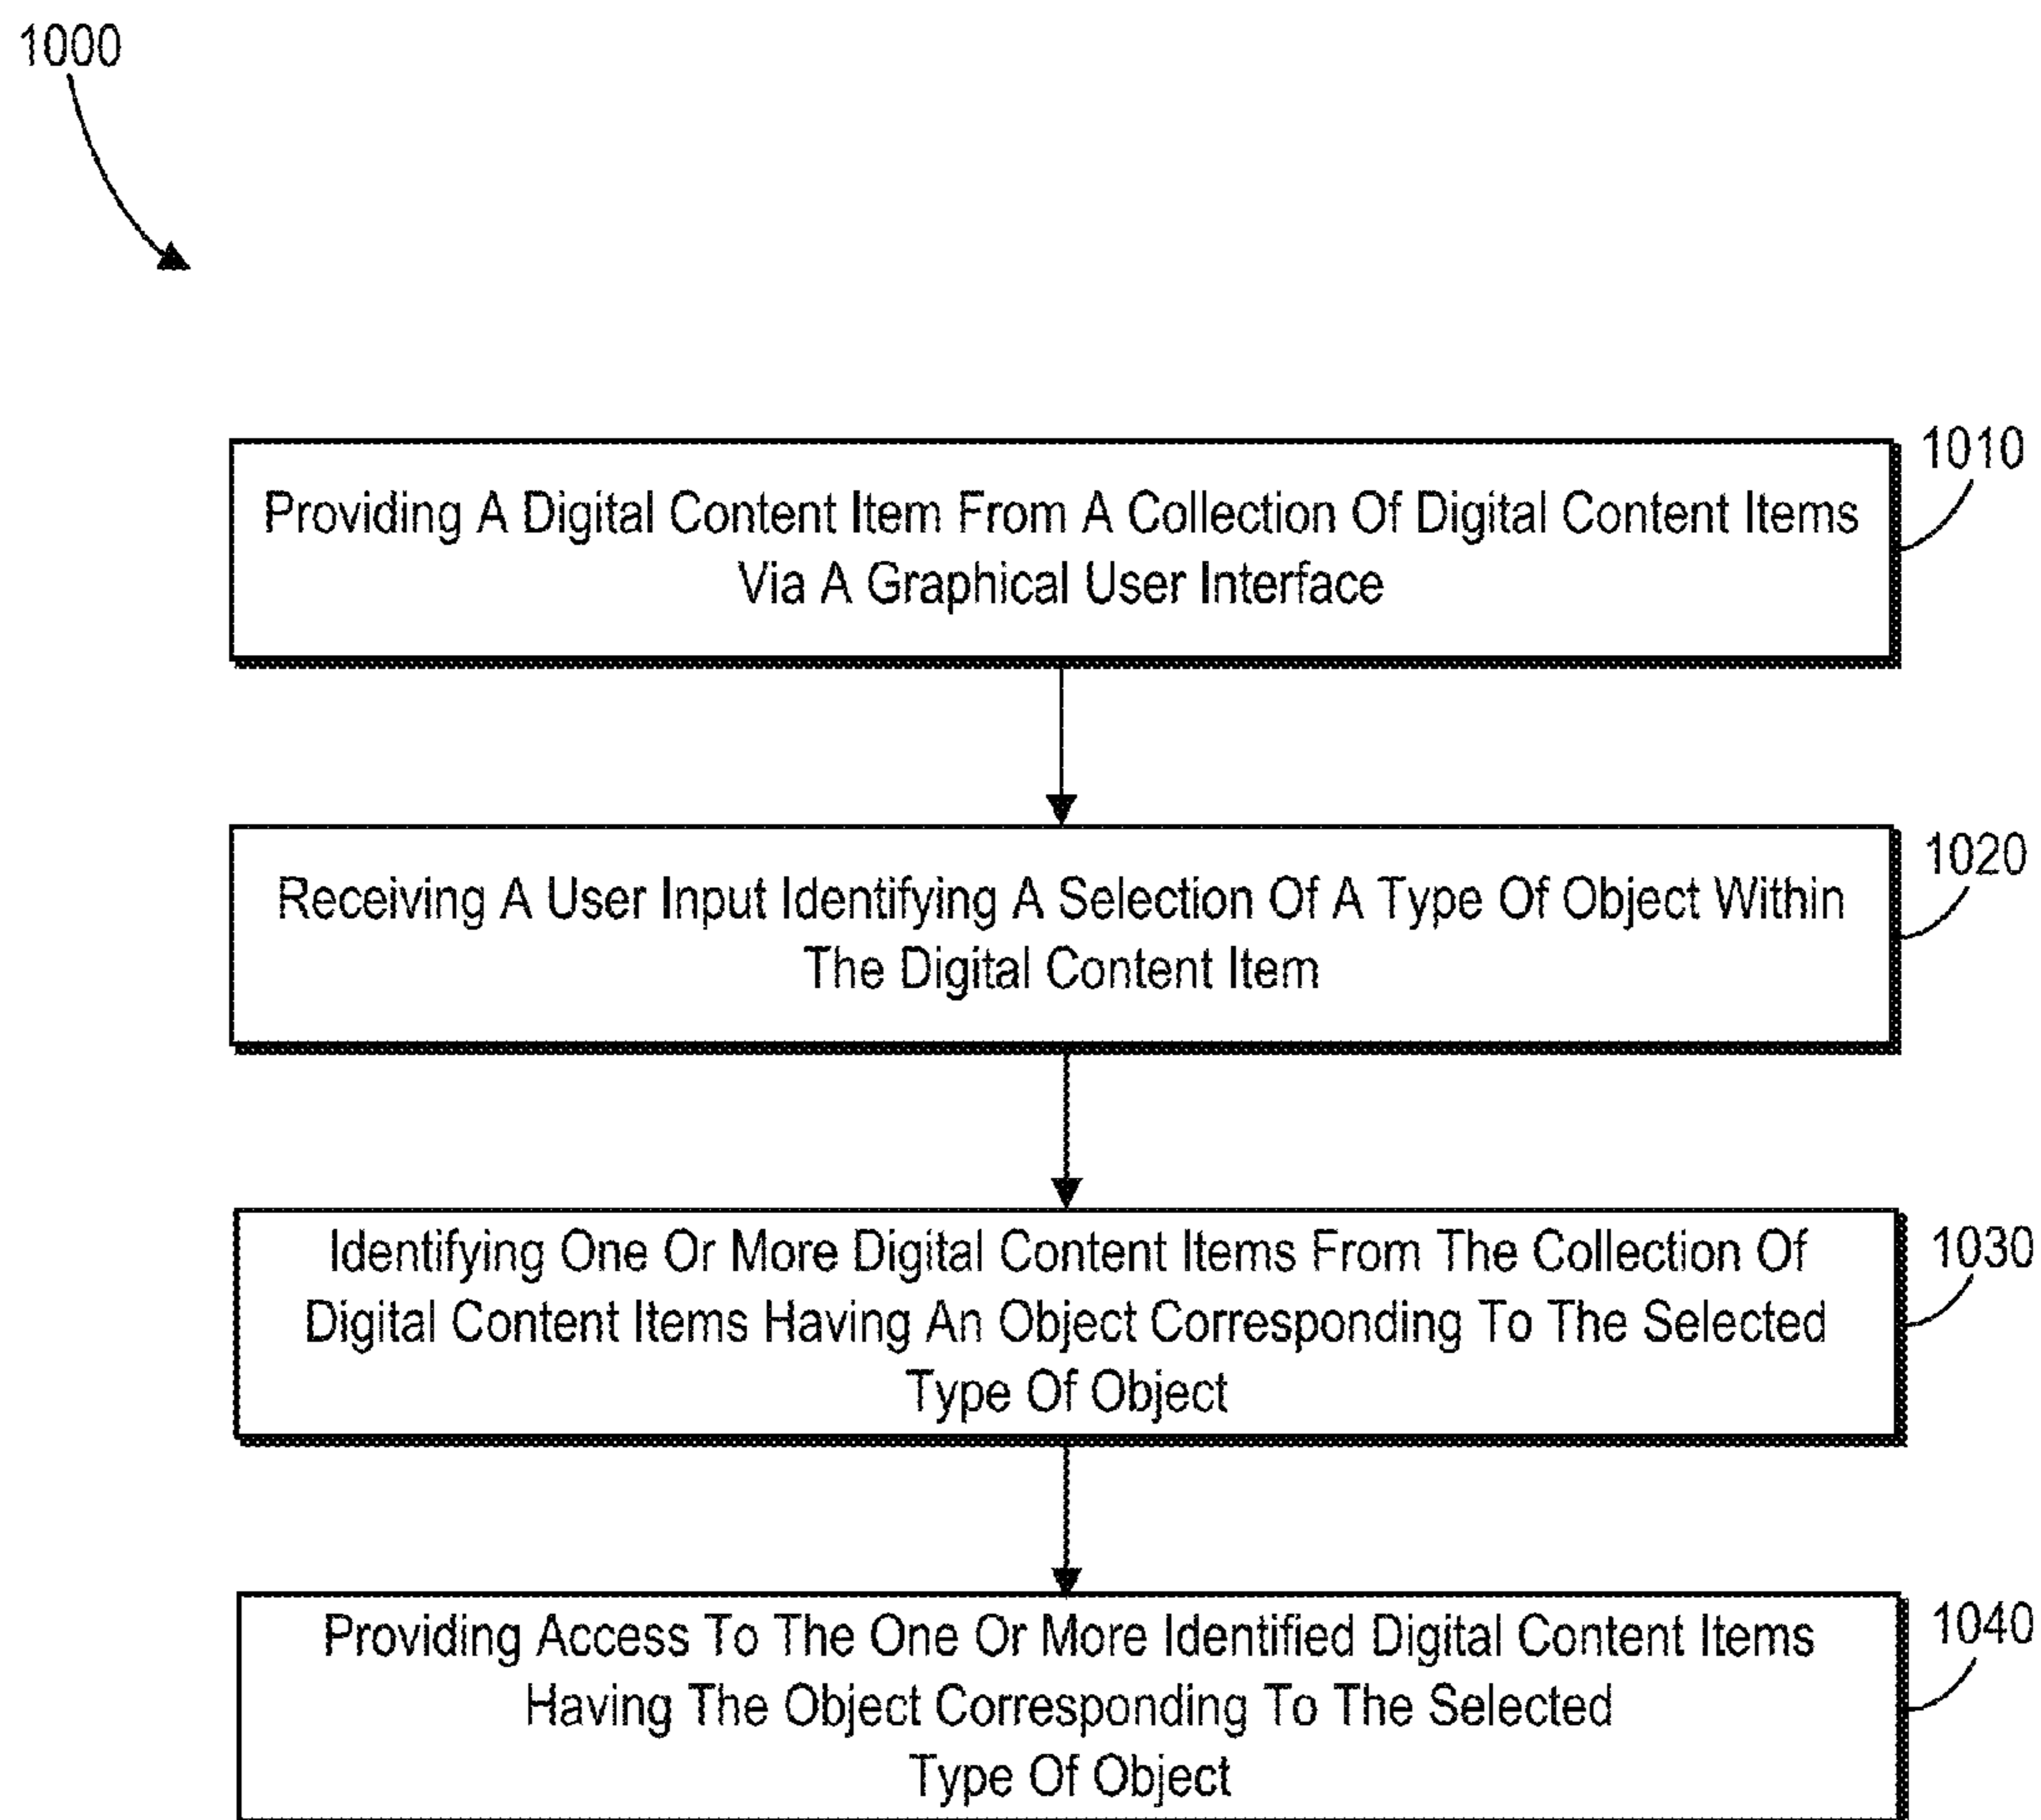 1000
1010
Providing A Digital Content Item From A Collection Of Digital Content Items
Via A Graphical User Interface
1020
Receiving A User Input Identifying A Selection Of A Type Of Object Within
The Digital Content Item
1030
Identifying One Or More Digital Content Items From The Collection Of
Digital Content Items Having An Object Corresponding To The Selected
Type Of Object
1040
Providing Access To The One Or More Identified Digital Content Items
Having The Object Corresponding To The Selected
Type Of Object